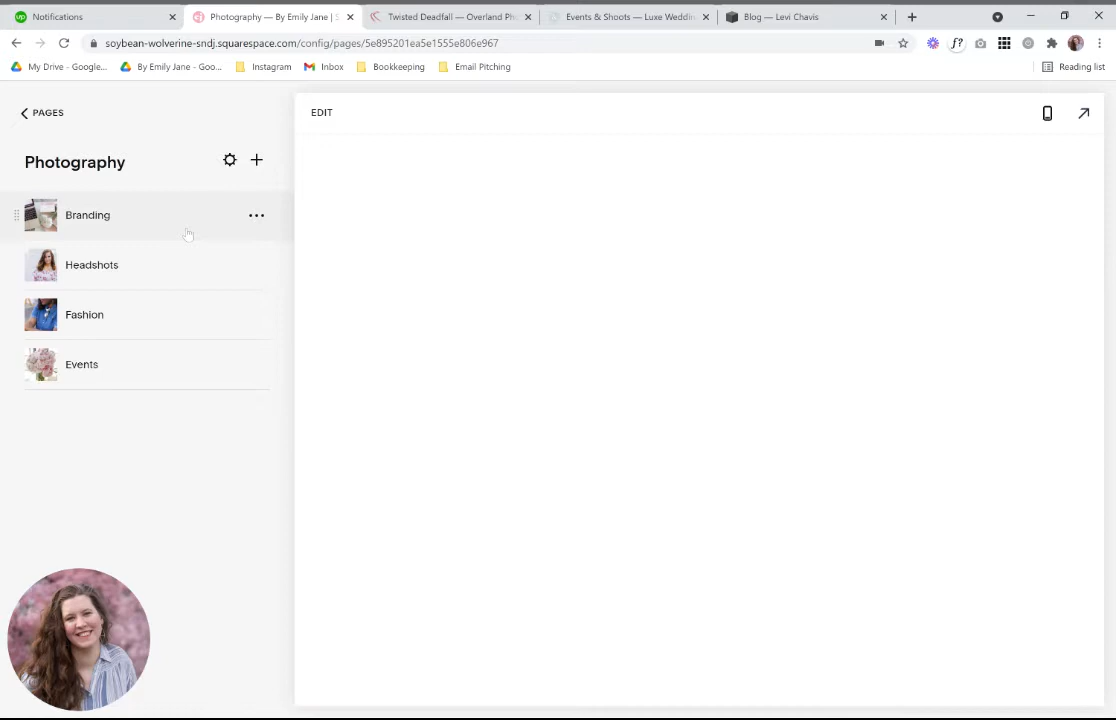 Notifications
Photography — By Emily Jane | S
Twisted Deadfall — Overland Pho
Events & Shoots — Luxe Weddin
Blog — Levi Chavis
soybean-wolverine-sndj.squarespace.com/config/pages/5e895201ea5e1555e806e967
f?
My Drive - Google...
By Emily Jane - Goo...
Instagram
Inbox
Bookkeeping
Email Pitching
Reading list
PAGES
EDIT
Photography
Branding
Headshots
Fashion
Events